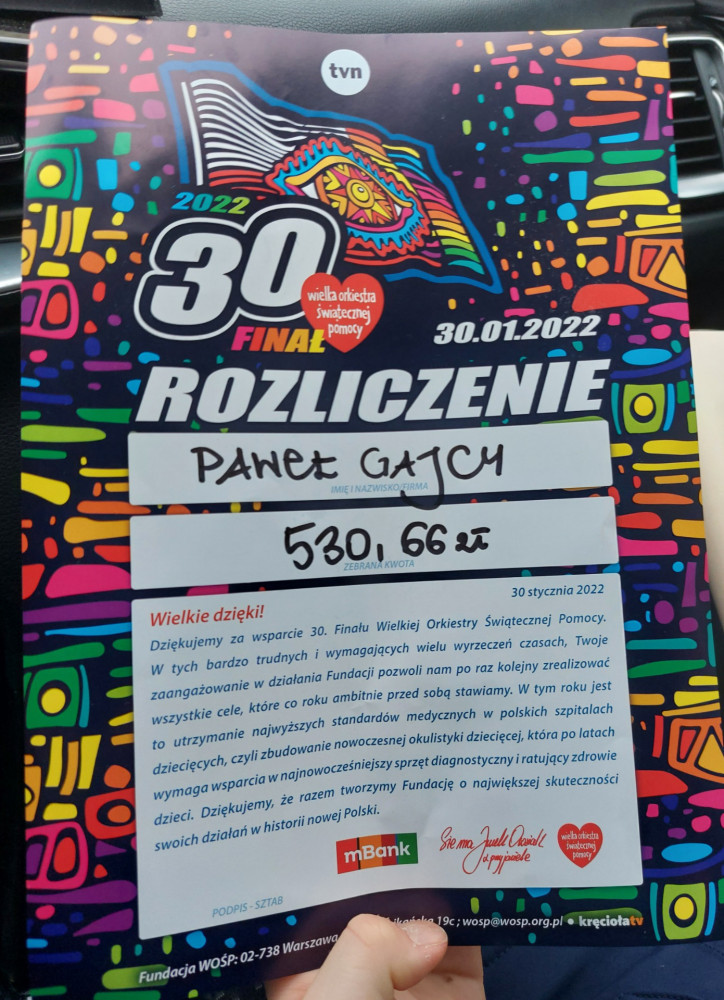 tvn
2022
30
FINAŁ
wielka orkiestra
świątecznej
pomocy
30.01.2022
ROZLICZENIE
PAWEŁ GAJCY
IMIĘ I NAZWISKO/FIRMA
530,66 zł
ZEBRANA KWOTA
30 stycznia 2022
Wielkie dzięki!
Dziękujemy za wsparcie 30. Finału Wielkiej Orkiestry Świątecznej Pomocy.
W tych bardzo trudnych i wymagających wielu wyrzeczeń czasach, Twoje
zaangażowanie w działania Fundacji pozwoli nam po raz kolejny zrealizować
wszystkie cele, które co roku ambitnie przed sobą stawiamy. W tym roku jest
to utrzymanie najwyższych standardów medycznych w polskich szpitalach
dziecięcych, czyli zbudowanie nowoczesnej okulistyki dziecięcej, która po latach
wymaga wsparcia w najnowocześniejszy sprzęt diagnostyczny i ratujący zdrowie
dzieci. Dziękujemy, że razem tworzymy Fundację o największej skuteczności
swoich działań w historii nowej Polski.
mBank
Sie ma, Jurek Owsiak
z przyjaciele
wielka orkiestra
świątecznej
pomocy
PODPIS - SZTAB
Fundacja WOŚP: 02-738 Warszawa 19c ; wosp@wosp.org.pl • kręciołatv